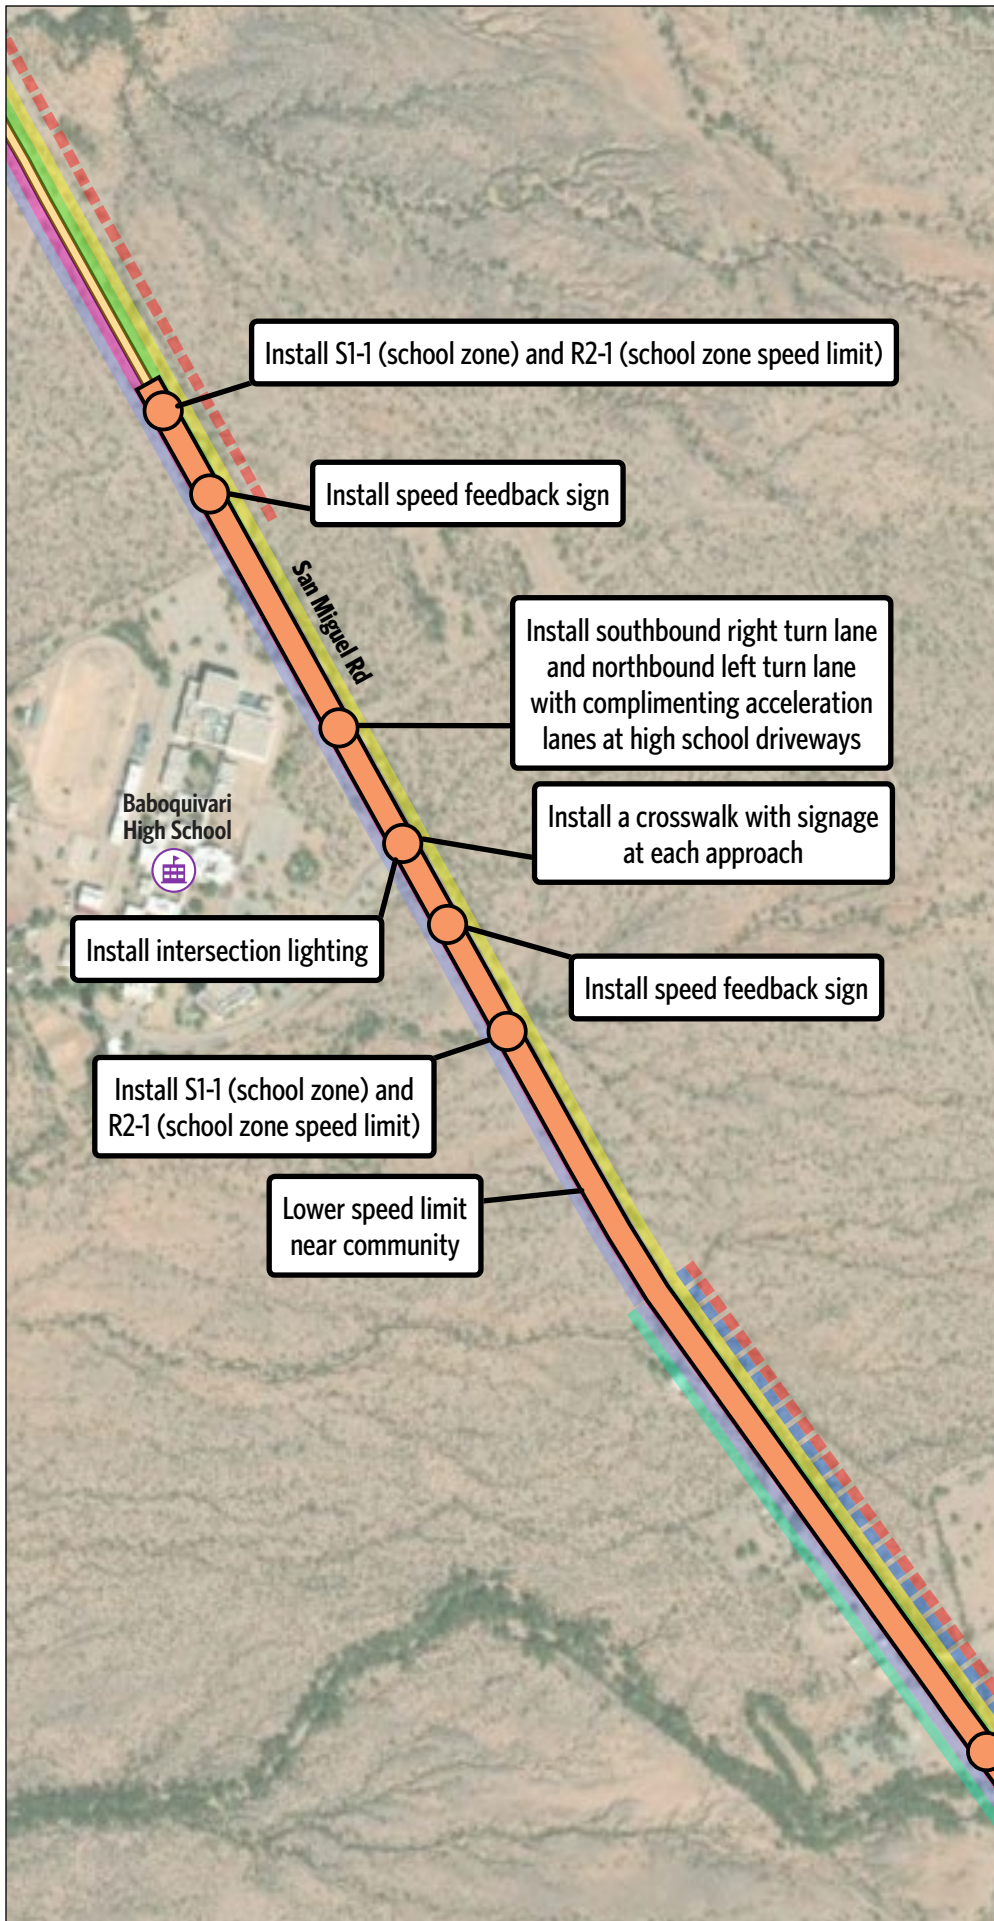 Install S1-1 (school zone) and R2-1 (school zone speed limit)
Install speed feedback sign
San Miguel Rd
Install southbound right turn lane
and northbound left turn lane
with complimenting acceleration
lanes at high school driveways
Baboquivari
High School
Install a crosswalk with signage
at each approach
Install intersection lighting
Install speed feedback sign
Install S1-1 (school zone) and
R2-1 (school zone speed limit)
Lower speed limit
near community